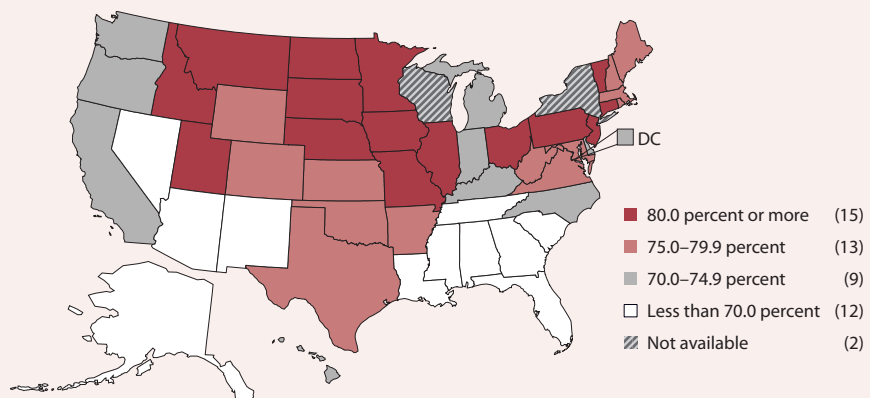 DC
80.0 percent or more (15)
75.0–79.9 percent (13)
70.0–74.9 percent (9)
Less than 70.0 percent (12)
Not available (2)